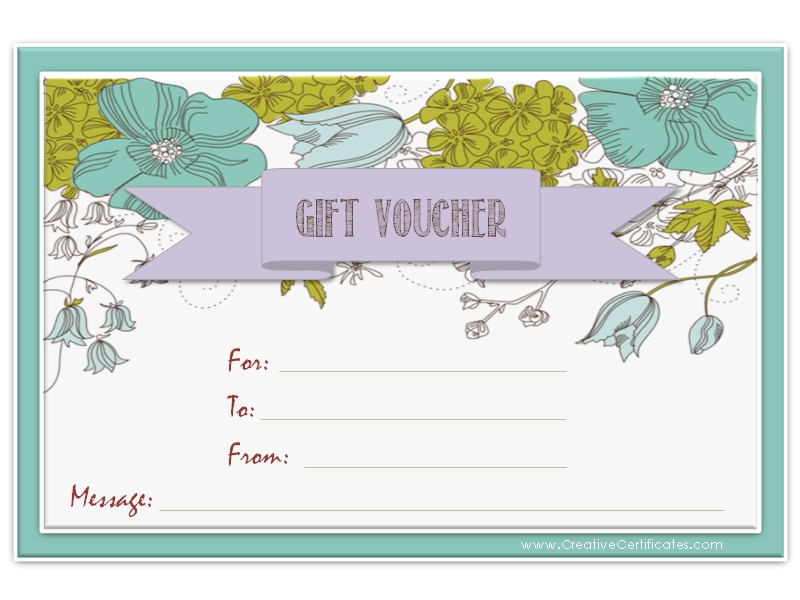 GIFT VOUCHER
For:
To:
From:
Message:
www.CreativeCertificates.com